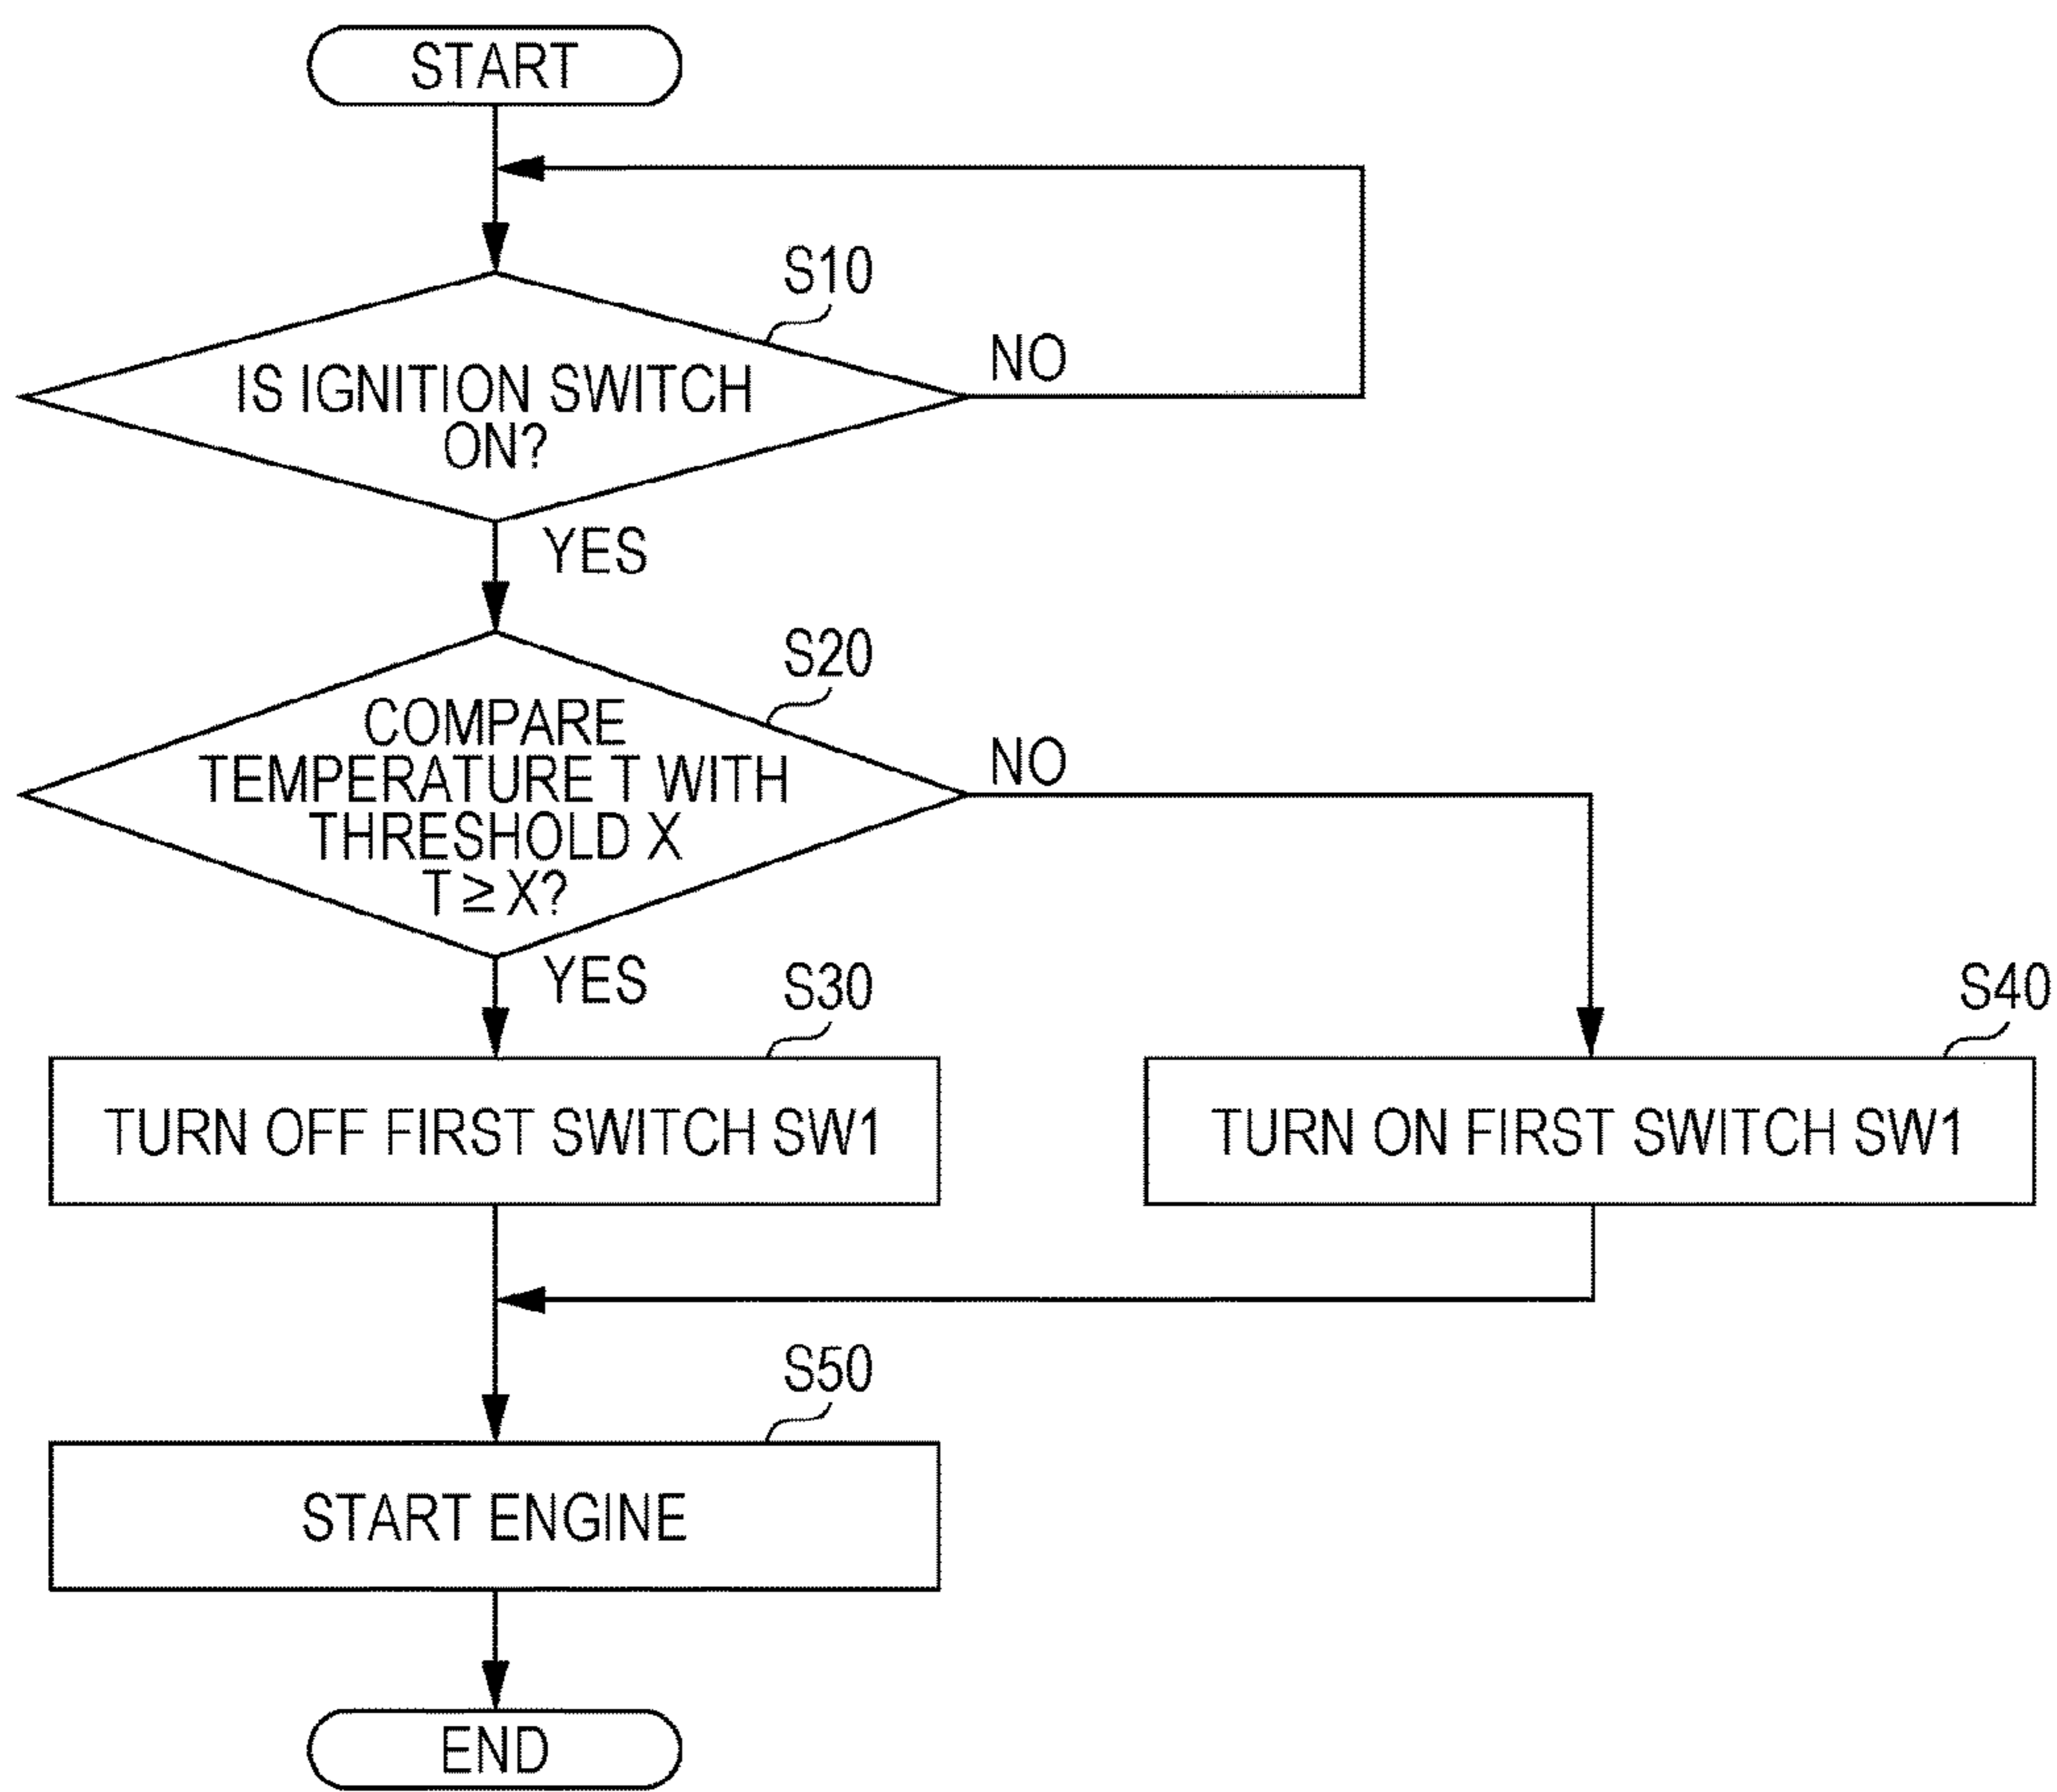 START
S10
IS IGNITION SWITCH
ON?
NO
YES
S20
COMPARE
TEMPERATURE T WITH
THRESHOLD X
T ≥ X?
NO
YES
S30
TURN OFF FIRST SWITCH SW1
S40
TURN ON FIRST SWITCH SW1
S50
START ENGINE
END